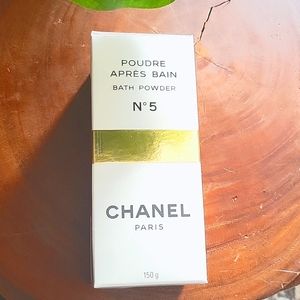 POUDRE
APRÈS BAIN
BATH POWDER
N°5
CHANEL
PARIS
150 g